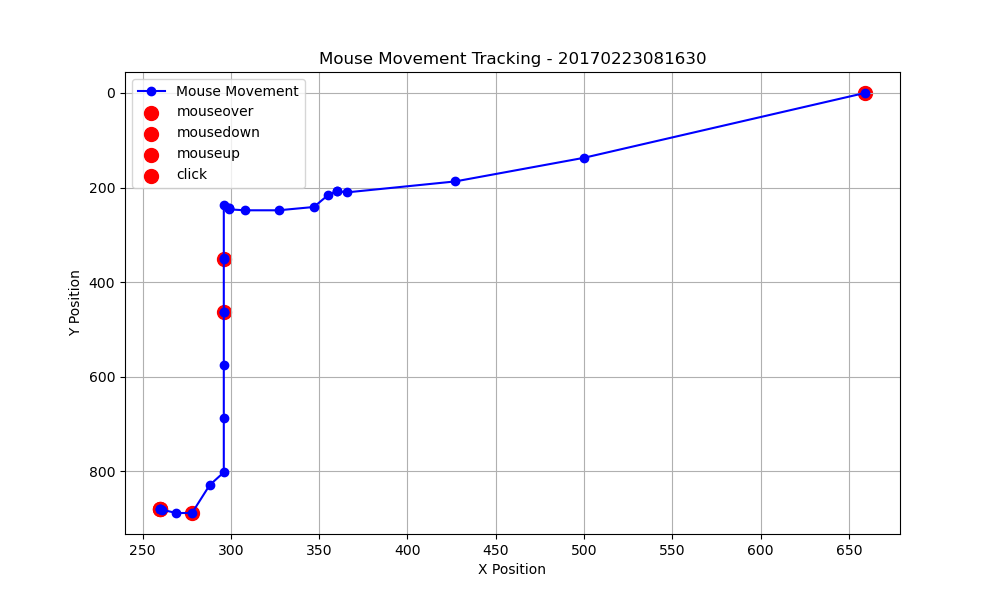 Mouse Movement Tracking - 20170223081630
Mouse Movement
mouseover
mousedown
mouseup
click
0
200
400
600
800
Y Position
250 300 350 400 450 500 550 600 650
X Position